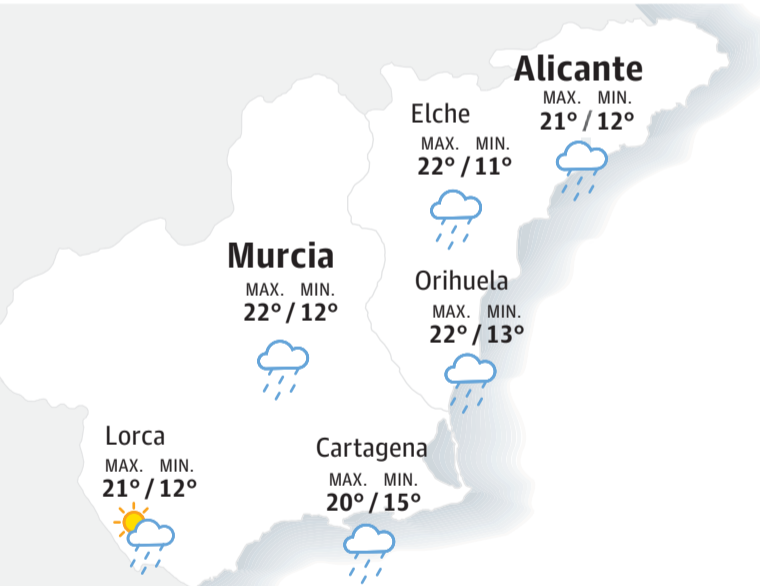 Alicante
MAX. MIN.
21° / 12°
Elche
MAX. MIN.
22° / 11°
Murcia
MAX. MIN.
22° / 12°
Orihuela
MAX. MIN.
22° / 13°
Lorca
MAX. MIN.
21° / 12°
Cartagena
MAX. MIN.
20° / 15°